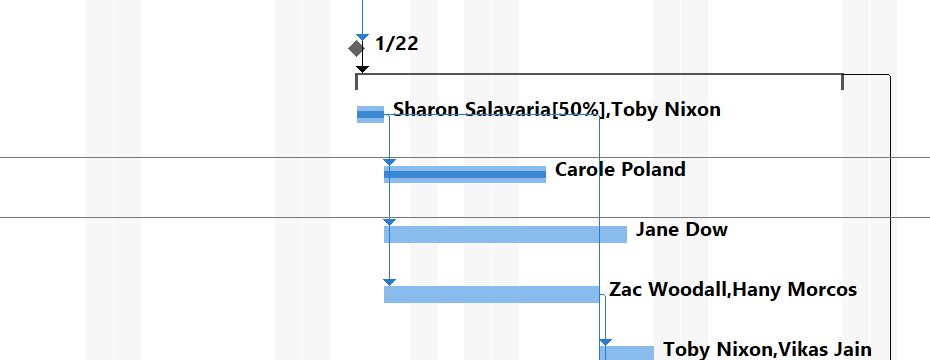 1/22
Sharon Salavaria[50%],Toby Nixon
Carole Poland
Jane Dow
Zac Woodall,Hany Morcos
Toby Nixon,Vikas Jain